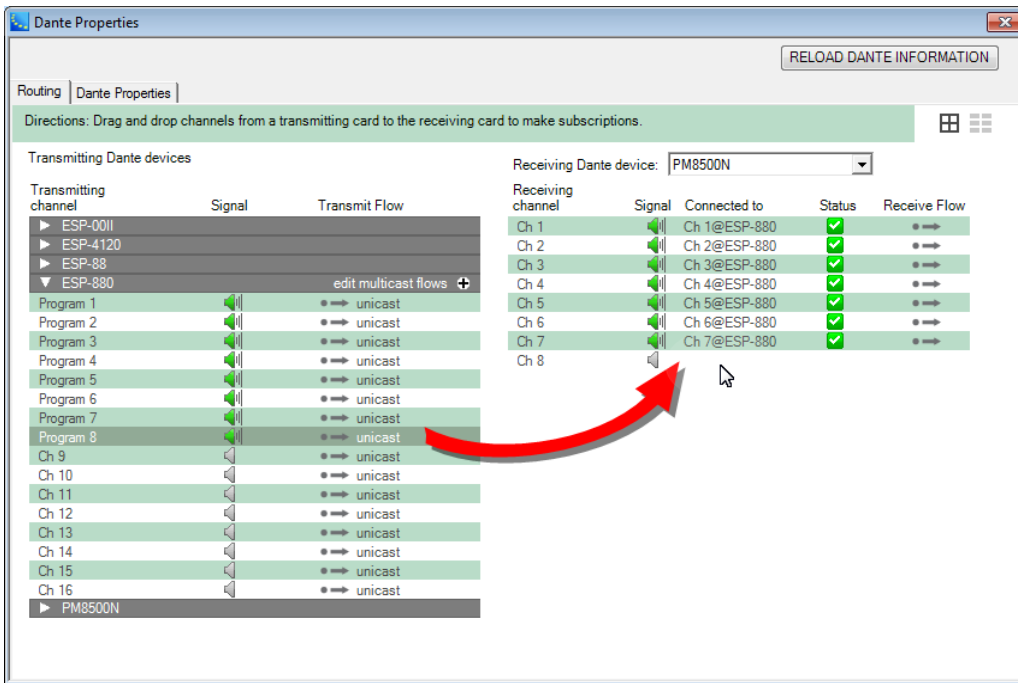 Dante Properties
RELOAD DANTE INFORMATION
Routing Dante Properties
Directions: Drag and drop channels from a transmitting card to the receiving card to make subscriptions.
Transmitting Dante devices
Transmitting channel Signal Transmit Flow
ESP-00II
ESP-4120
ESP-88
ESP-880 edit multicast flows
Program 1 unicast
Program 2 unicast
Program 3 unicast
Program 4 unicast
Program 5 unicast
Program 6 unicast
Program 7 unicast
Program 8 unicast
Ch 9 unicast
Ch 10 unicast
Ch 11 unicast
Ch 12 unicast
Ch 13 unicast
Ch 14 unicast
Ch 15 unicast
Ch 16 unicast
PM8500N
Receiving Dante device: PM8500N
Receiving channel Signal Connected to Status Receive Flow
Ch 1 Ch 1@ESP-880
Ch 2 Ch 2@ESP-880
Ch 3 Ch 3@ESP-880
Ch 4 Ch 4@ESP-880
Ch 5 Ch 5@ESP-880
Ch 6 Ch 6@ESP-880
Ch 7 Ch 7@ESP-880
Ch 8